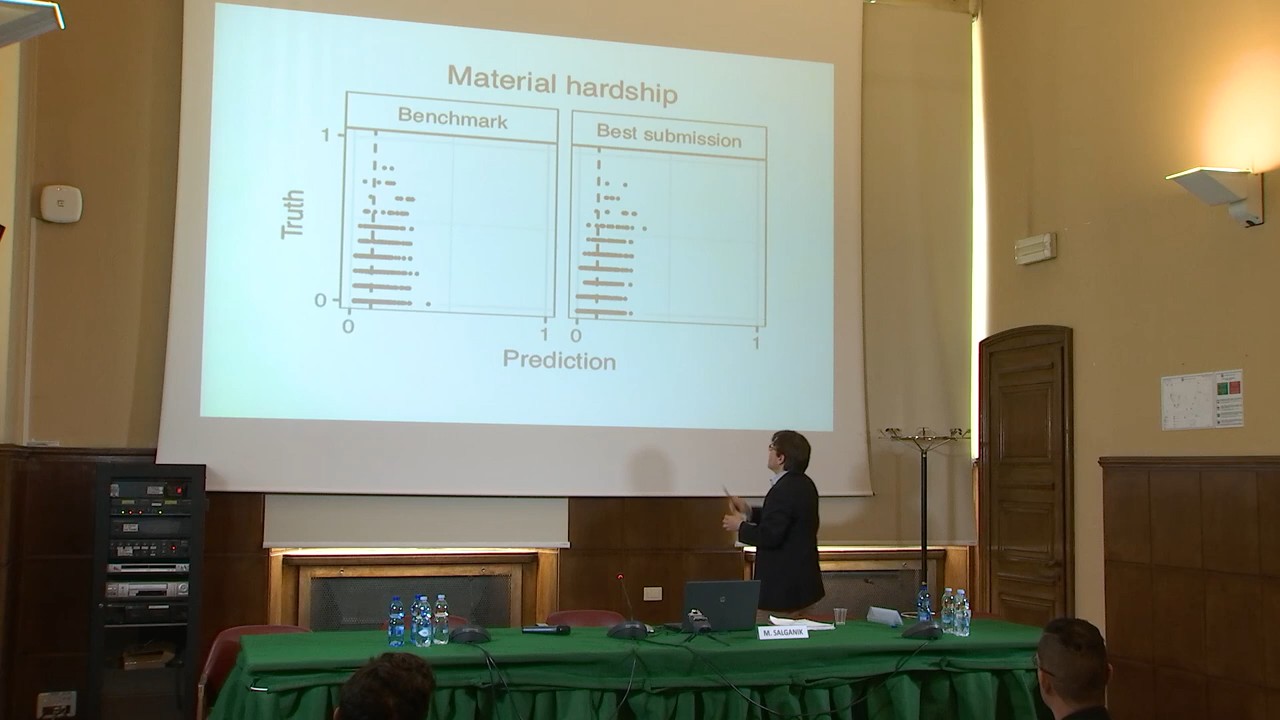 Material hardship
Benchmark
Best submission
1
Truth
0
0
1
0
1
Prediction
M. SALGANIK